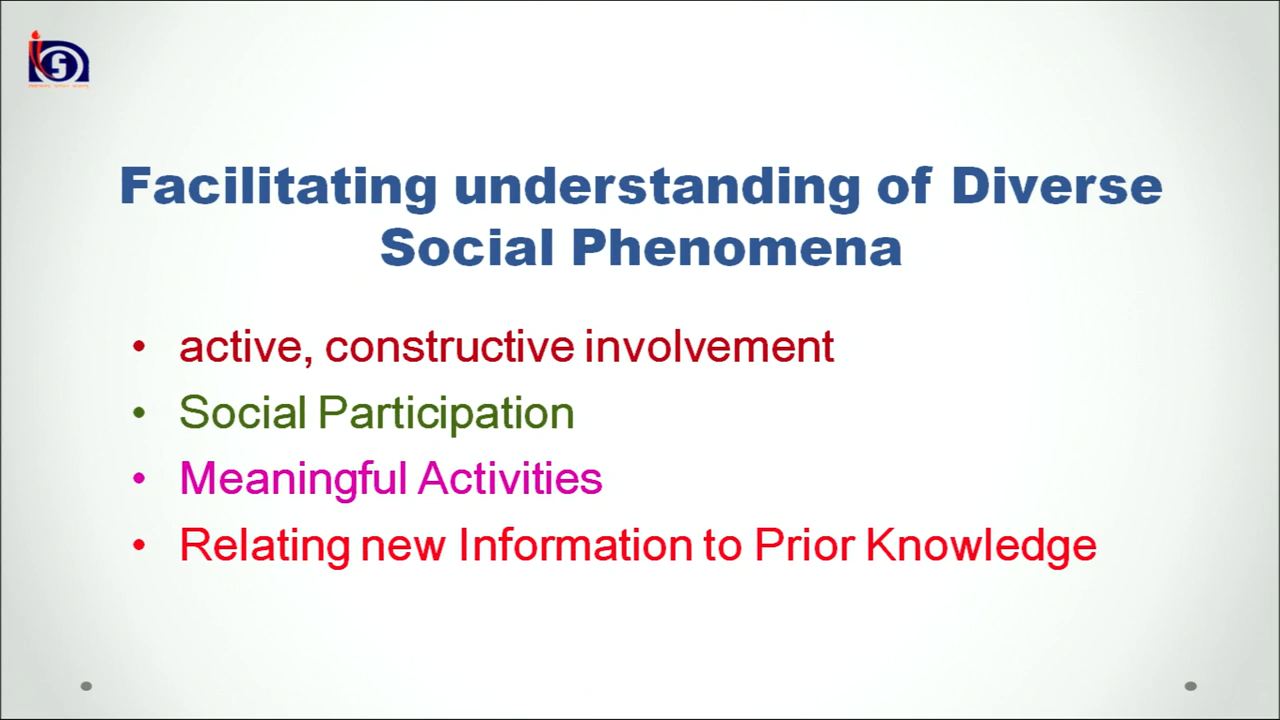 Facilitating understanding of Diverse
Social Phenomena
• active, constructive involvement
• Social Participation
• Meaningful Activities
• Relating new Information to Prior Knowledge